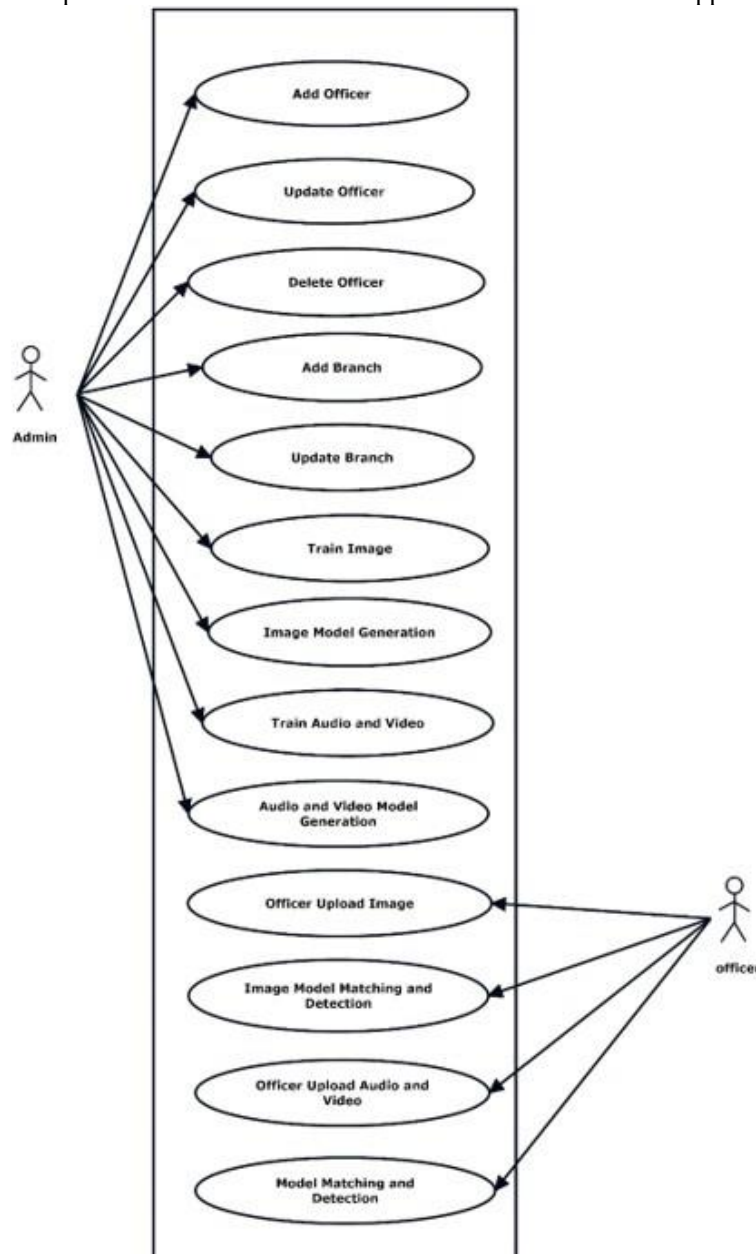 Add Officer
Update Officer
Delete Officer
Add Branch
Admin
Update Branch
Train Image
Image Model Generation
Train Audio and Video
Audio and Video Model
Generation
Officer Upload Image
officer
Image Model Matching and
Detection
Officer Upload Audio and
Video
Model Matching and
Detection